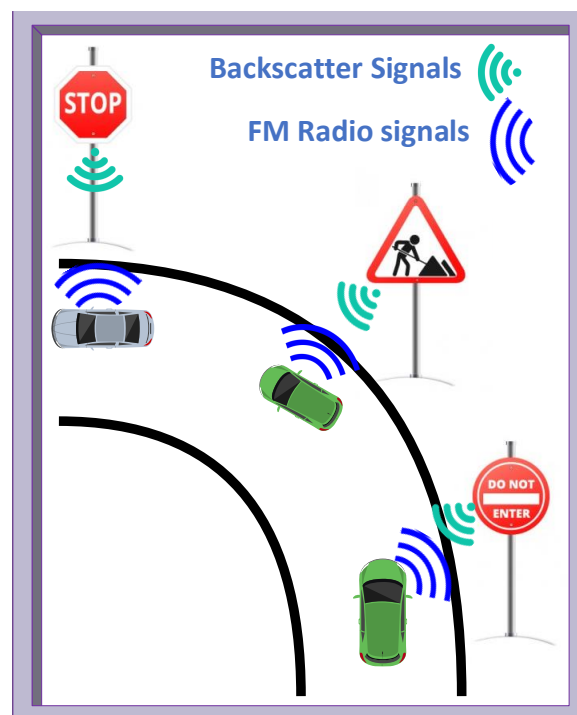 Backscatter Signals
STOP
FM Radio signals
DO NOT
ENTER